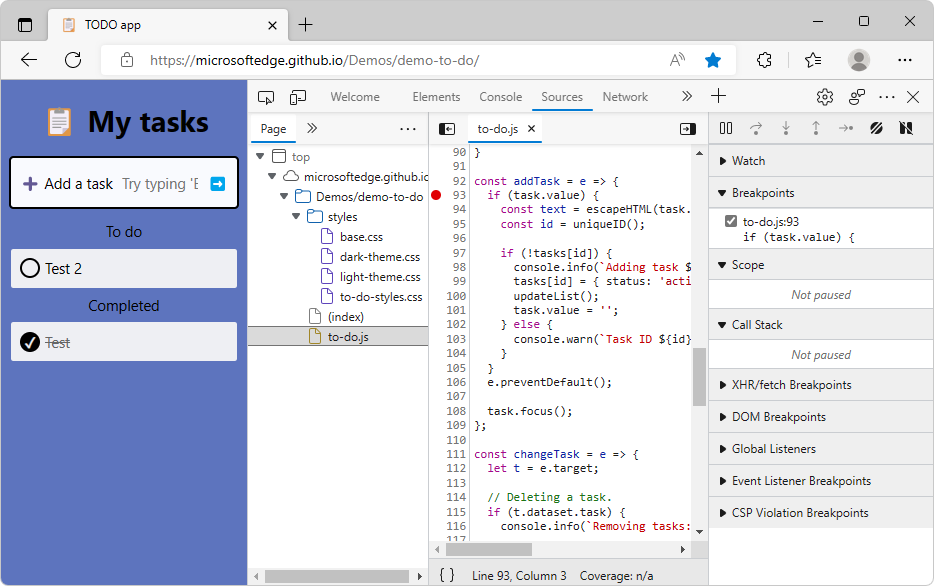 TODO app
https://microsoftedge.github.io/Demos/demo-to-do/
My tasks
Add a task Try typing 'E
To do
Test 2
Completed
Test
Welcome Elements Console Sources Network
Page
top
microsoftedge.github.io
Demos/demo-to-do
styles
base.css
dark-theme.css
light-theme.css
to-do-styles.css
(index)
to-do.js
to-do.js
90 }
91
92 const addTask = e => {
93 if (task.value) {
94 const text = escapeHTML(task.
95 const id = uniqueID();
96
97 if (!tasks[id]) {
98 console.info(`Adding task $
99 tasks[id] = { status: 'acti
100 updateList();
101 task.value = '';
102 } else {
103 console.warn(`Task ID ${id}
104 }
105 }
106 e.preventDefault();
107
108 task.focus();
109 };
110
111 const changeTask = e => {
112 let t = e.target;
113
114 // Deleting a task.
115 if (t.dataset.task) {
116 console.info(`Removing tasks:
117
{ } Line 93, Column 3 Coverage: n/a
Watch
Breakpoints
to-do.js:93
if (task.value) {
Scope
Not paused
Call Stack
Not paused
XHR/fetch Breakpoints
DOM Breakpoints
Global Listeners
Event Listener Breakpoints
CSP Violation Breakpoints